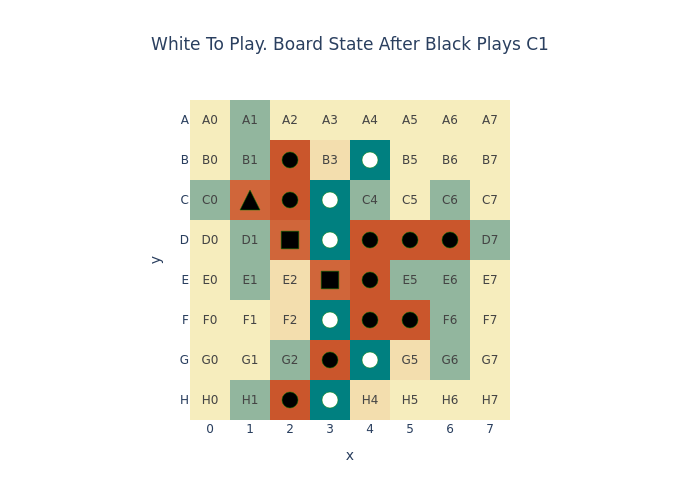 White To Play. Board State After Black Plays C1
A A0 A1 A2 A3 A4 A5 A6 A7
B B0 B1 B3 B5 B6 B7
C C0 C4 C5 C6 C7
D D0 D1 D7
E E0 E1 E2 E5 E6 E7
F F0 F1 F2 F6 F7
G G0 G1 G2 G5 G6 G7
H H0 H1 H4 H5 H6 H7
0 1 2 3 4 5 6 7
x
y